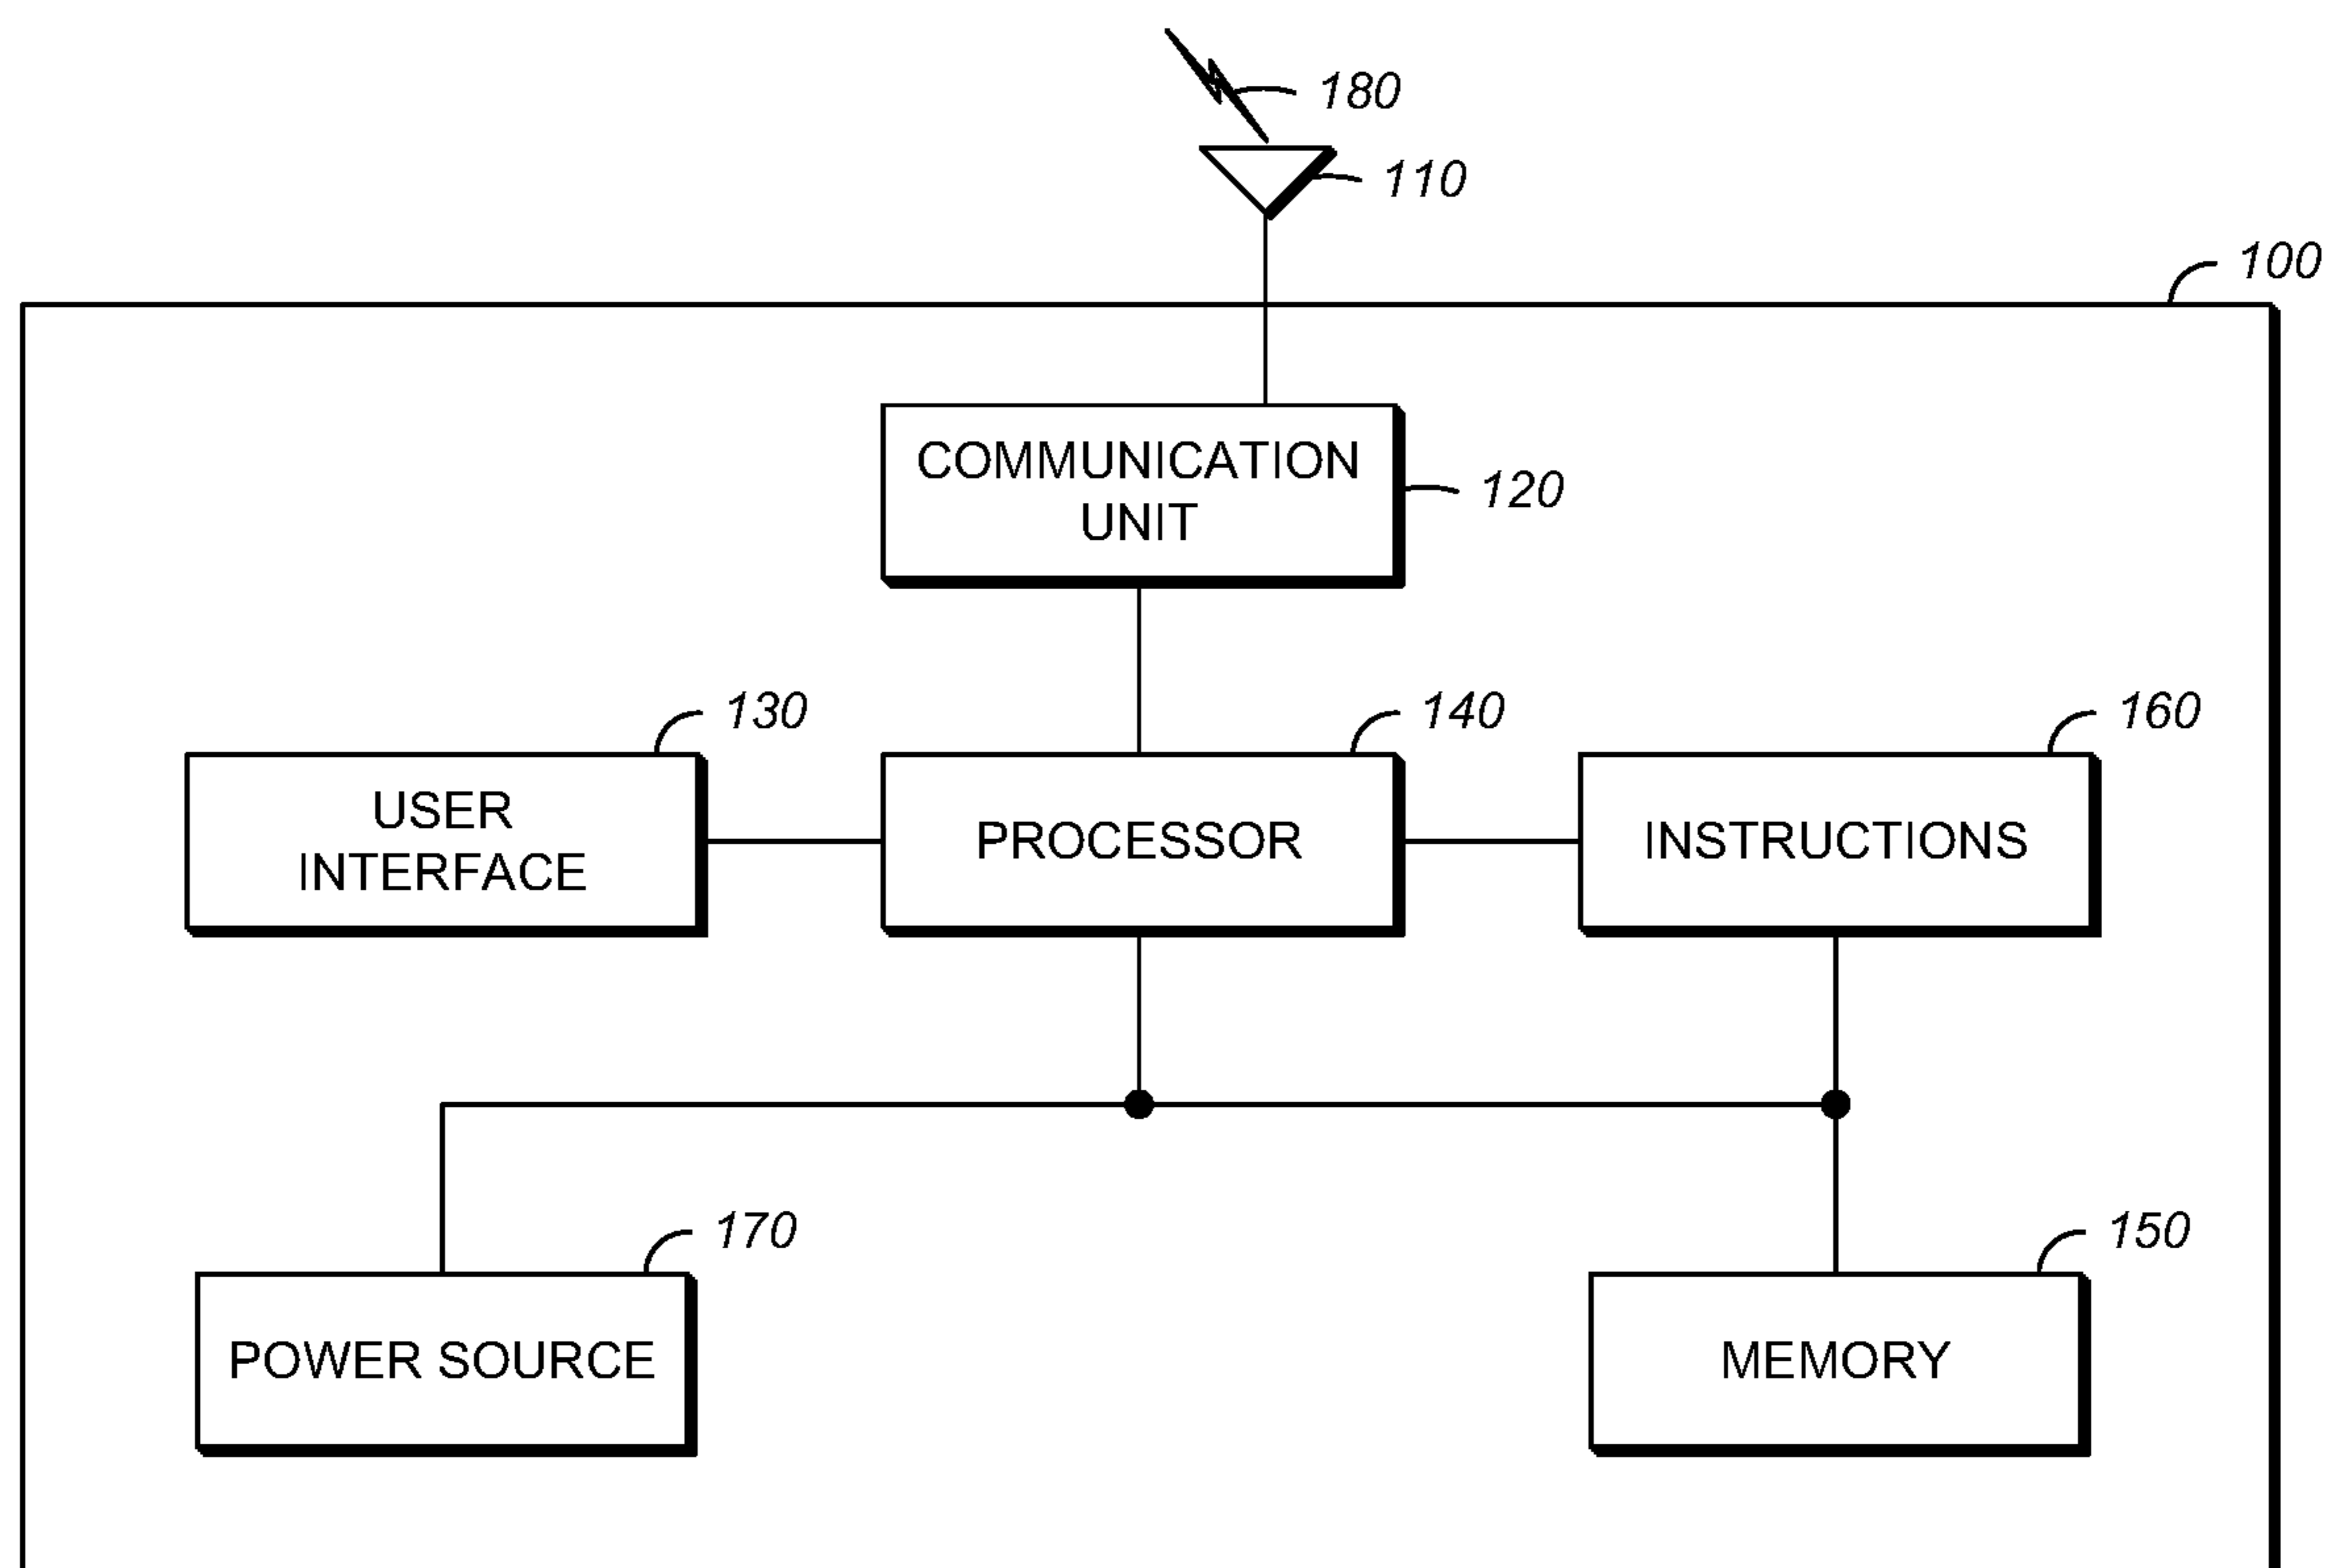 180
110
100
COMMUNICATION
UNIT
120
130
140
160
USER
INTERFACE
PROCESSOR
INSTRUCTIONS
170
150
POWER SOURCE
MEMORY